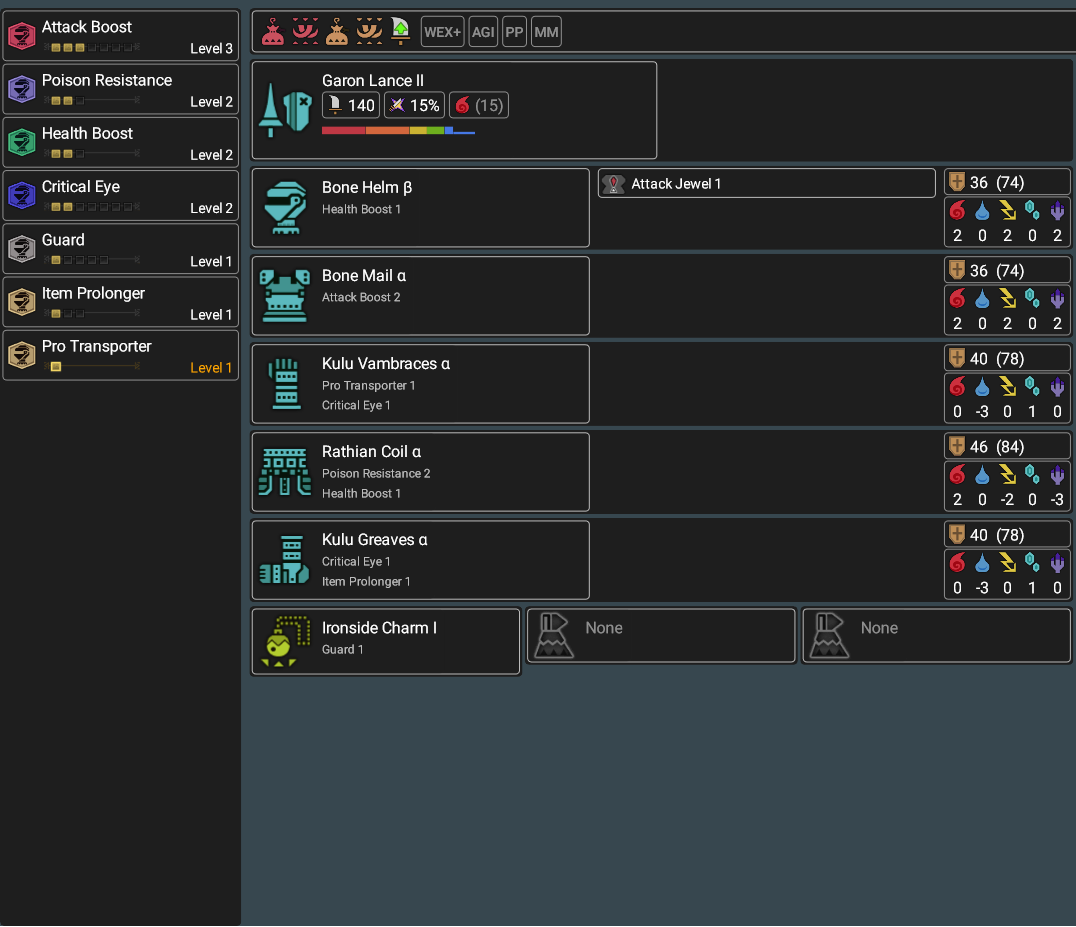 Attack Boost
Level 3
Poison Resistance
Level 2
Health Boost
Level 2
Critical Eye
Level 2
Guard
Level 1
Item Prolonger
Level 1
Pro Transporter
Level 1
WEX+ AGI PP MM
Garon Lance II
140 15% (15)
Bone Helm β
Health Boost 1
Attack Jewel 1
36 (74)
2 0 2 0 2
Bone Mail α
Attack Boost 2
36 (74)
2 0 2 0 2
Kulu Vambraces α
Pro Transporter 1
Critical Eye 1
40 (78)
0 -3 0 1 0
Rathian Coil α
Poison Resistance 2
Health Boost 1
46 (84)
2 0 -2 0 -3
Kulu Greaves α
Critical Eye 1
Item Prolonger 1
40 (78)
0 -3 0 1 0
Ironside Charm I
Guard 1
None
None